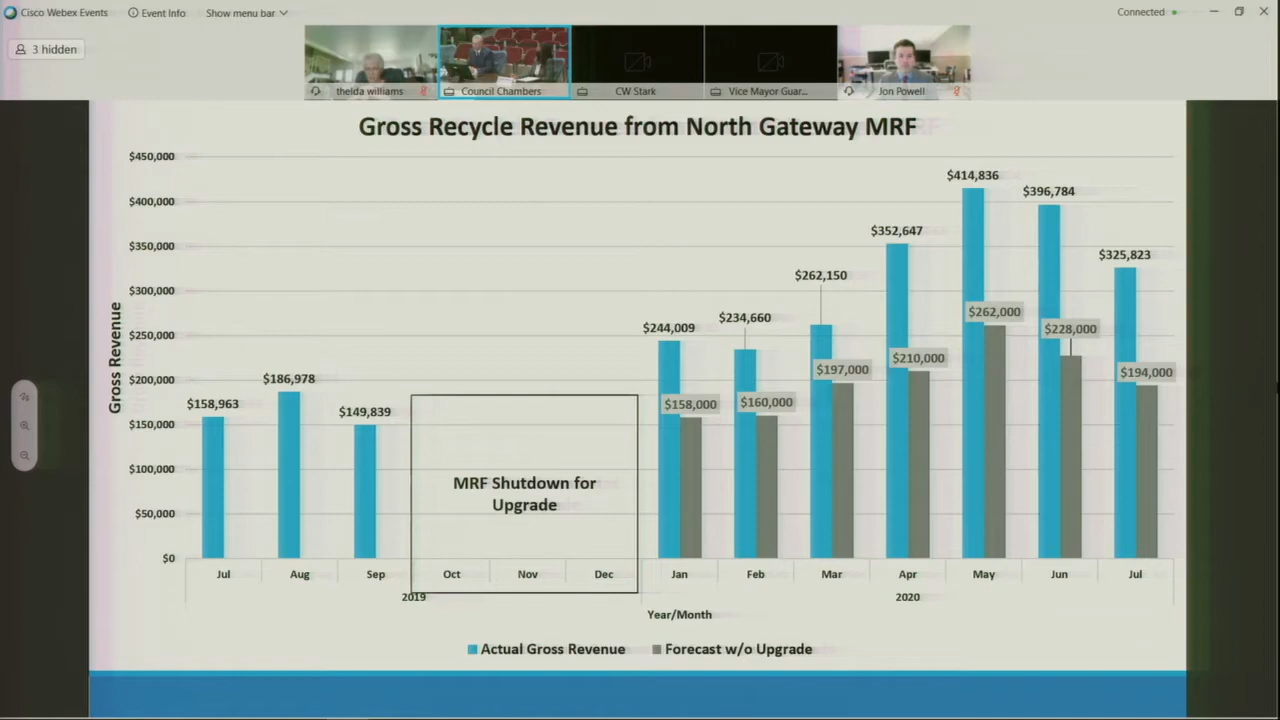 Cisco Webex Events
Event Info
Show menu bar
Connected
3 hidden
thelda williams
Council Chambers
CW Stark
Vice Mayor Guar...
Jon Powell
Gross Recycle Revenue from North Gateway MRF
Gross Revenue
$450,000
$400,000
$350,000
$300,000
$250,000
$200,000
$150,000
$100,000
$50,000
$0
$158,963
$186,978
$149,839
MRF Shutdown for
Upgrade
$244,009
$158,000
$234,660
$160,000
$262,150
$197,000
$352,647
$210,000
$414,836
$262,000
$396,784
$228,000
$325,823
$194,000
Jul Aug Sep Oct Nov Dec Jan Feb Mar Apr May Jun Jul
2019 2020
Year/Month
Actual Gross Revenue Forecast w/o Upgrade